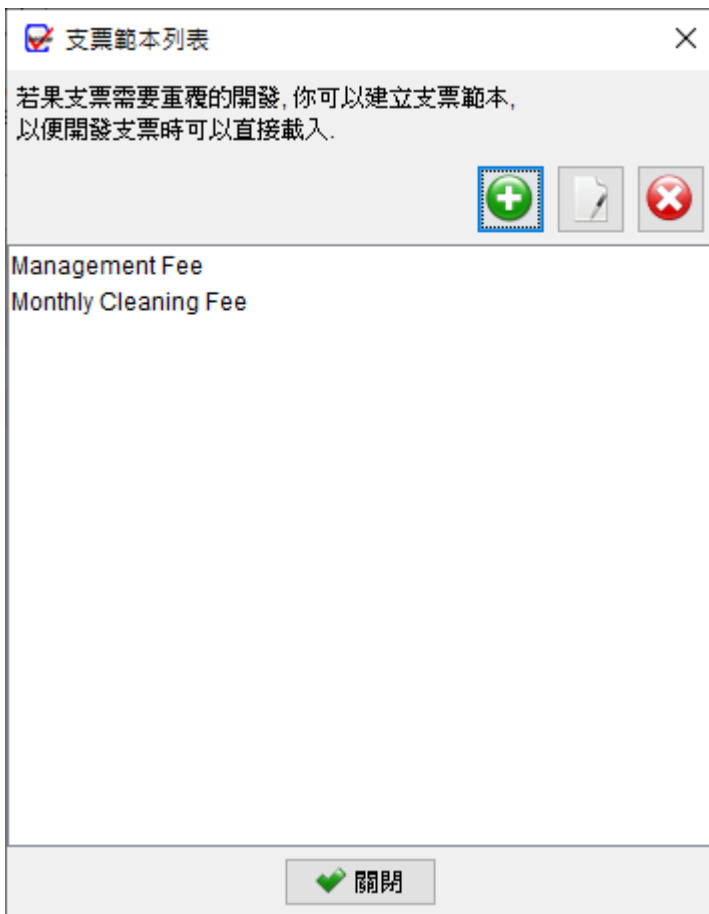 支票範本列表
若果支票需要重覆的開發, 你可以建立支票範本,
以便開發支票時可以直接載入.
Management Fee
Monthly Cleaning Fee
關閉